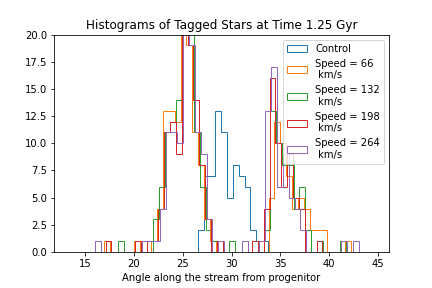 Histograms of Tagged Stars at Time 1.25 Gyr
20.0
17.5
15.0
12.5
10.0
7.5
5.0
2.5
0.0
Control
Speed = 66
km/s
Speed = 132
km/s
Speed = 198
km/s
Speed = 264
km/s
15 20 25 30 35 40 45
Angle along the stream from progenitor